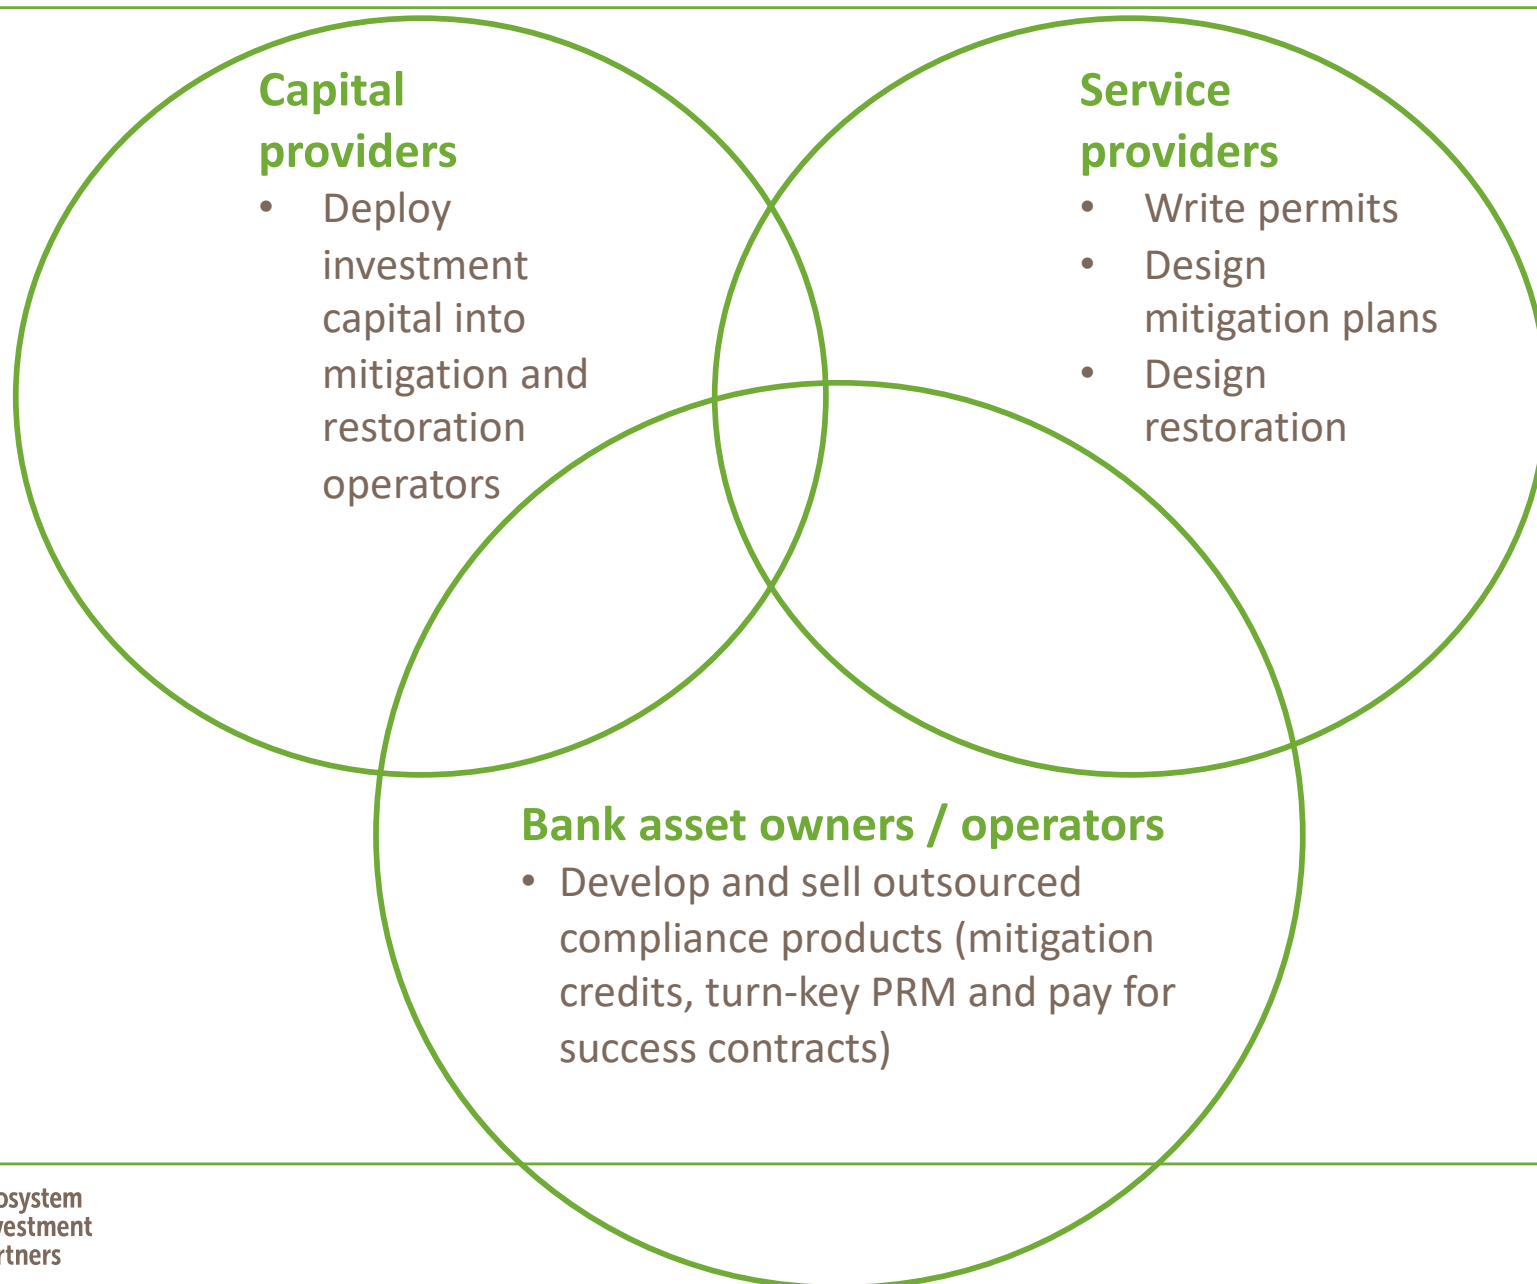 Capital
providers
• Deploy
investment
capital into
mitigation and
restoration
operators
Service
providers
• Write permits
• Design
mitigation plans
• Design
restoration
Bank asset owners / operators
• Develop and sell outsourced
compliance products (mitigation
credits, turn-key PRM and pay for
success contracts)
osystem
vestment
rtners